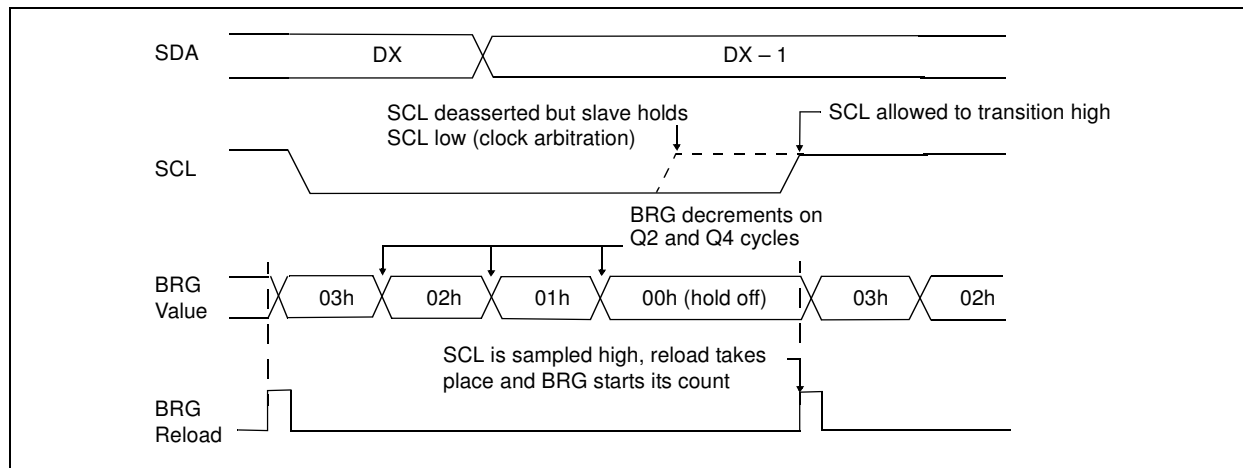 SDA
DX
DX – 1
SCL deasserted but slave holds
SCL low (clock arbitration)
SCL allowed to transition high
SCL
BRG decrements on
Q2 and Q4 cycles
BRG
Value
03h
02h
01h
00h (hold off)
03h
02h
SCL is sampled high, reload takes
place and BRG starts its count
BRG
Reload